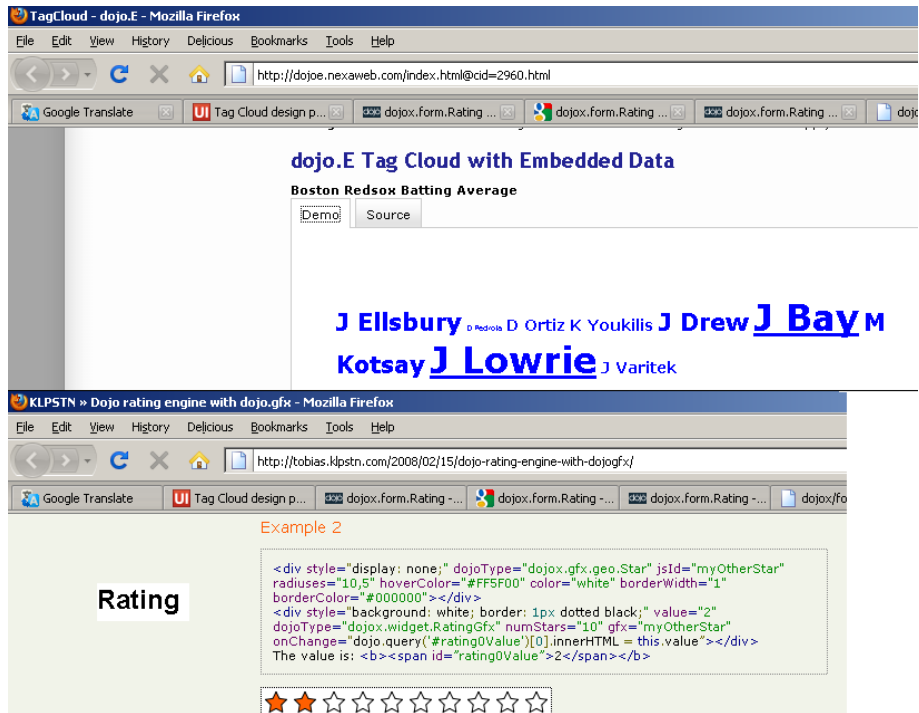 TagCloud - dojo.E - Mozilla Firefox
File Edit View History Delicious Bookmarks Tools Help
http://dojoe.nexaweb.com/index.html@cid=2960.html
Google Translate Tag Cloud design p... dojox.form.Rating ... dojox.form.Rating ... dojox.form.Rating ... dojo
dojo.E Tag Cloud with Embedded Data
Boston Redsox Batting Average
Demo Source
J Ellsbury D Pedroia D Ortiz K Youkilis J Drew J Bay M
Kotsay J Lowrie J Varitek
KLPSTN » Dojo rating engine with dojo.gfx - Mozilla Firefox
File Edit View History Delicious Bookmarks Tools Help
http://tobias.klpstn.com/2008/02/15/dojo-rating-engine-with-dojogfx/
Google Translate Tag Cloud design p... dojox.form.Rating -... dojox.form.Rating -... dojox.form.Rating -... dojox/fo
Example 2
<div style="display: none;" dojoType="dojox.gfx.geo.Star" jsId="myOtherStar"
radiuses="10,5" hoverColor="#FF5F00" color="white" borderWidth="1"
borderColor="#000000"></div>
<div style="background: white; border: 1px dotted black;" value="2"
dojoType="dojox.widget.RatingGfx" numStars="10" gfx="myOtherStar"
onChange="dojo.query('#rating0Value')[0].innerHTML = this.value"></div>
The value is: <b><span id="rating0Value">2</span></b>
Rating